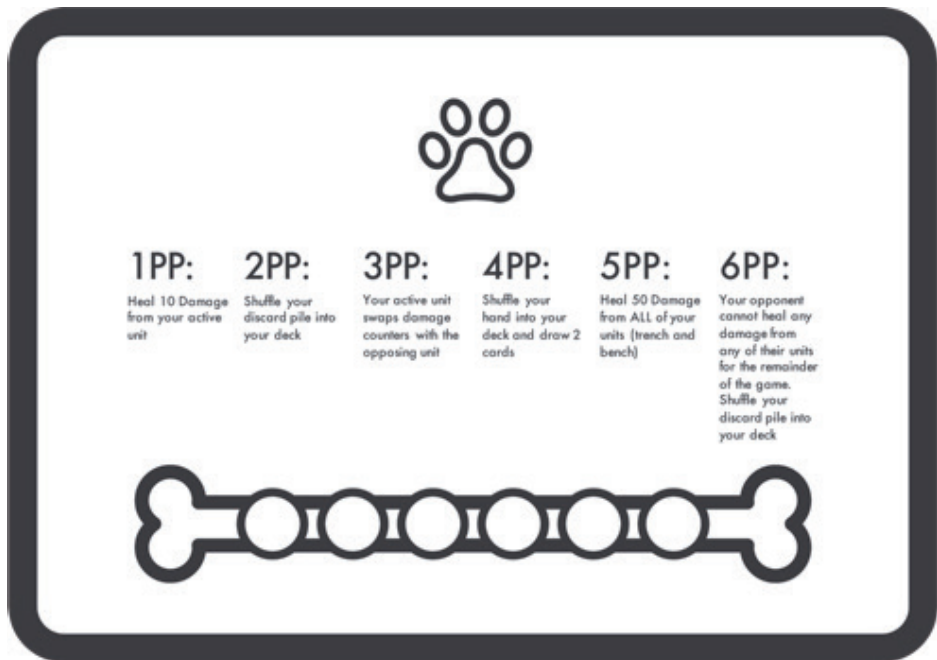 1PP:
Heal 10 Damage
from your active
unit
2PP:
Shuffle your
discard pile into
your deck
3PP:
Your active unit
swaps damage
counters with the
opposing unit
4PP:
Shuffle your
hand into your
deck and draw 2
cards
5PP:
Heal 50 Damage
from ALL of your
units (trench and
bench)
6PP:
Your opponent
cannot heal any
damage from
any of their units
for the remainder
of the game.
Shuffle your
discard pile into
your deck